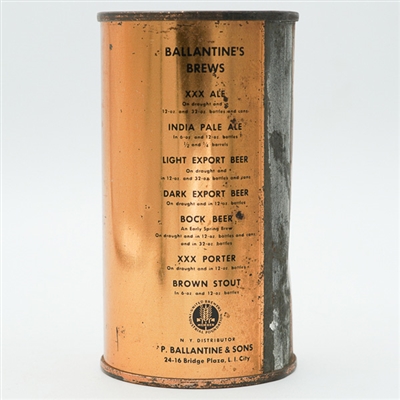 BALLANTINE'S
BREWS
XXX ALE
On draught and
12-oz. and 32-oz. bottles and cans
INDIA PALE ALE
In 6-oz. and 12-oz. bottles
1/2 and 1/4 barrels
LIGHT EXPORT BEER
On draught and
in 12-oz. and 32-oz. bottles and cans
DARK EXPORT BEER
On draught and in 12-oz. bottles
BOCK BEER
An Early Spring Brew
On draught and in 12-oz. bottles and cans
and in 32-oz. bottles
XXX PORTER
On draught and in 12-oz. bottles
BROWN STOUT
In 6-oz. and 12-oz. bottles
UNITED BREWERS
INDUSTRIAL FOUNDATION
N. Y. DISTRIBUTOR
P. BALLANTINE & SONS
24-16 Bridge Plaza, L. I. City